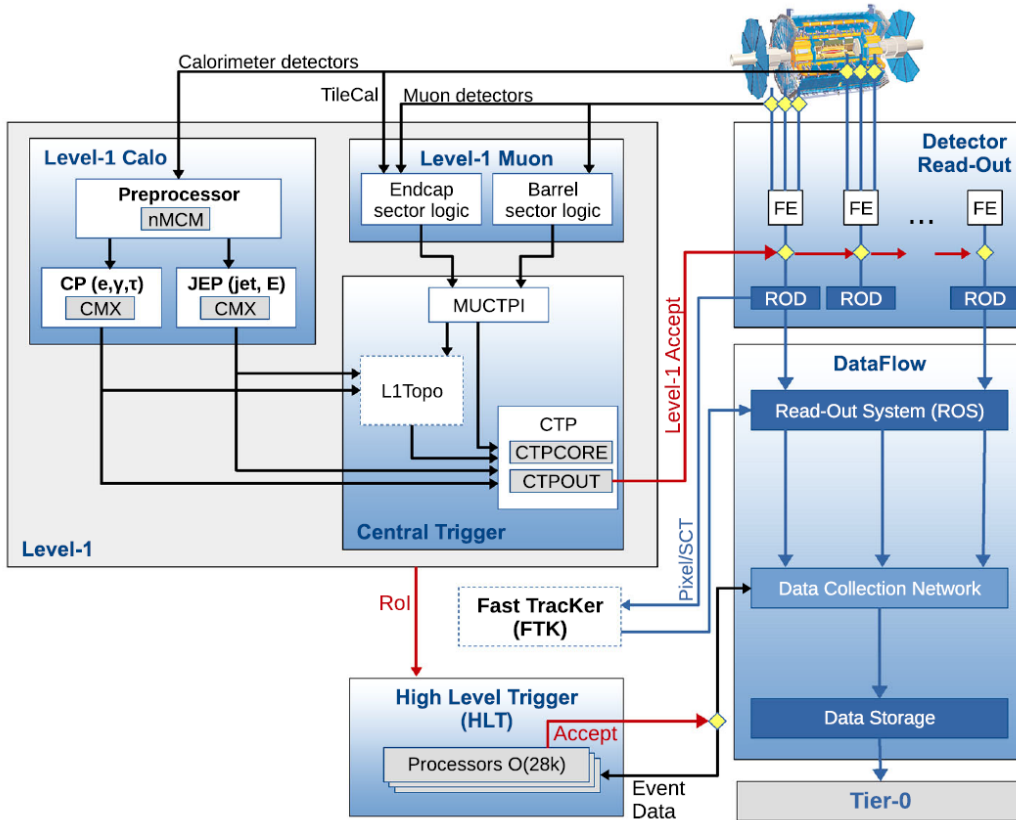 Calorimeter detectors
TileCal
Muon detectors
Level-1 Calo
Preprocessor
nMCM
CP (e,γ,τ)
CMX
JEP (jet, E)
CMX
Level-1 Muon
Endcap
sector logic
Barrel
sector logic
MUCTPI
L1Topo
CTP
CTPCORE
CTPOUT
Central Trigger
Level-1
Level-1 Accept
Detector
Read-Out
FE
FE
...
FE
ROD
ROD
ROD
DataFlow
Read-Out System (ROS)
Data Collection Network
Data Storage
Tier-0
Pixel/SCT
RoI
Fast TracKer
(FTK)
High Level Trigger
(HLT)
Accept
Processors O(28k)
Event
Data